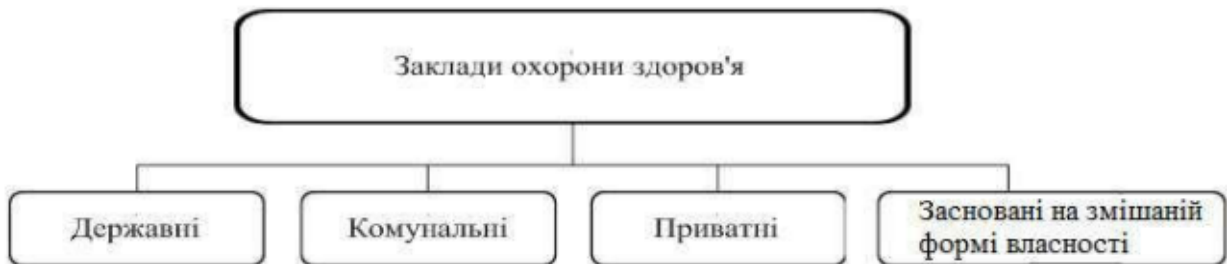 Заклади охорони здоров'я
Державні
Комунальні
Приватні
Засновані на змішаній
формі власності